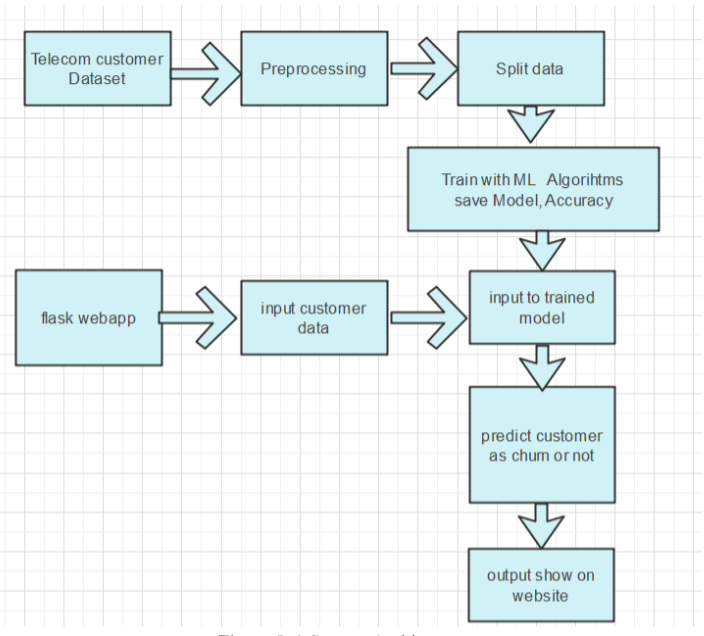 Telecom customer
Dataset
Preprocessing
Split data
Train with ML Algorihtms
save Model, Accuracy
flask webapp
input customer
data
input to trained
model
predict customer
as churn or not
output show on
website